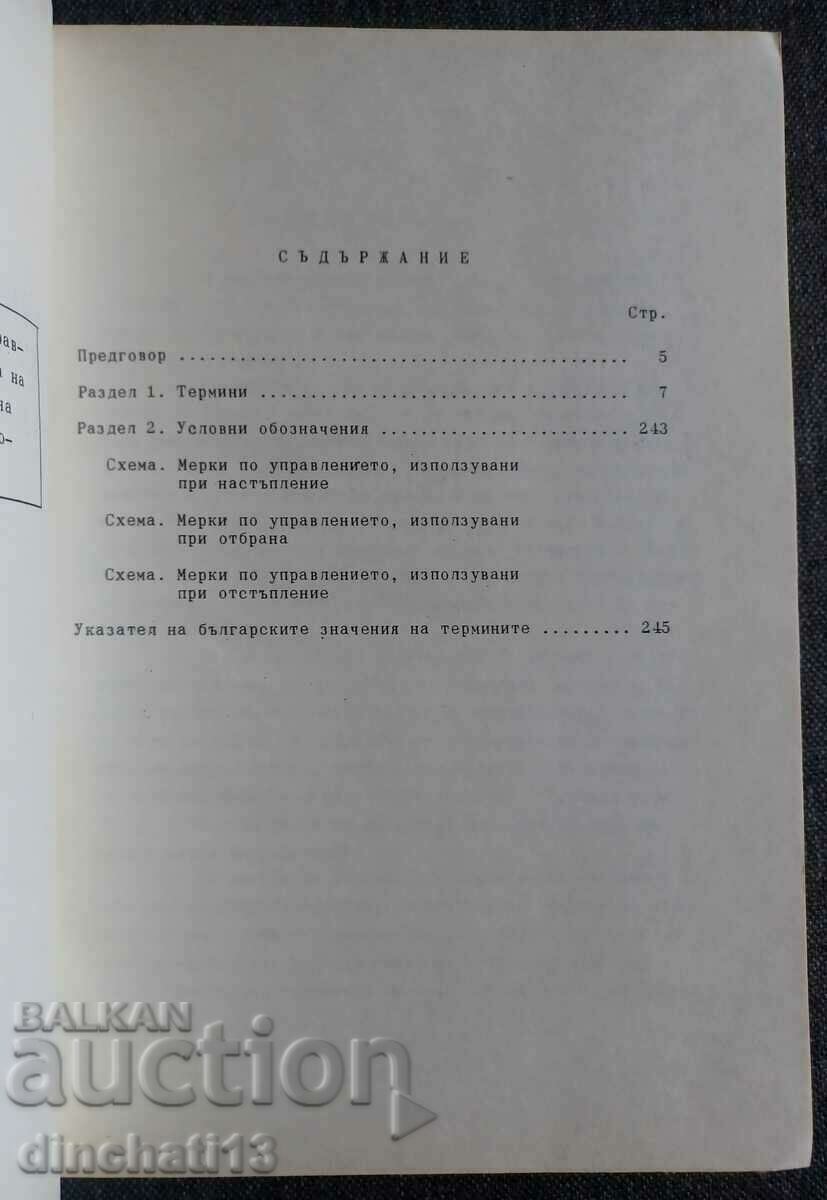 СЪДЪРЖАНИЕ
Стр.
Предговор ........................................... 5
Раздел 1. Термини ................................... 7
Раздел 2. Условни обозначения ........................ 243
Схема. Мерки по управлението, използувани
при настъпление
Схема. Мерки по управлението, използувани
при отбрана
Схема. Мерки по управлението, използувани
при отстъпление
Указател на българските значения на термините ......... 245
на
BALKAN
auction
dinchati13